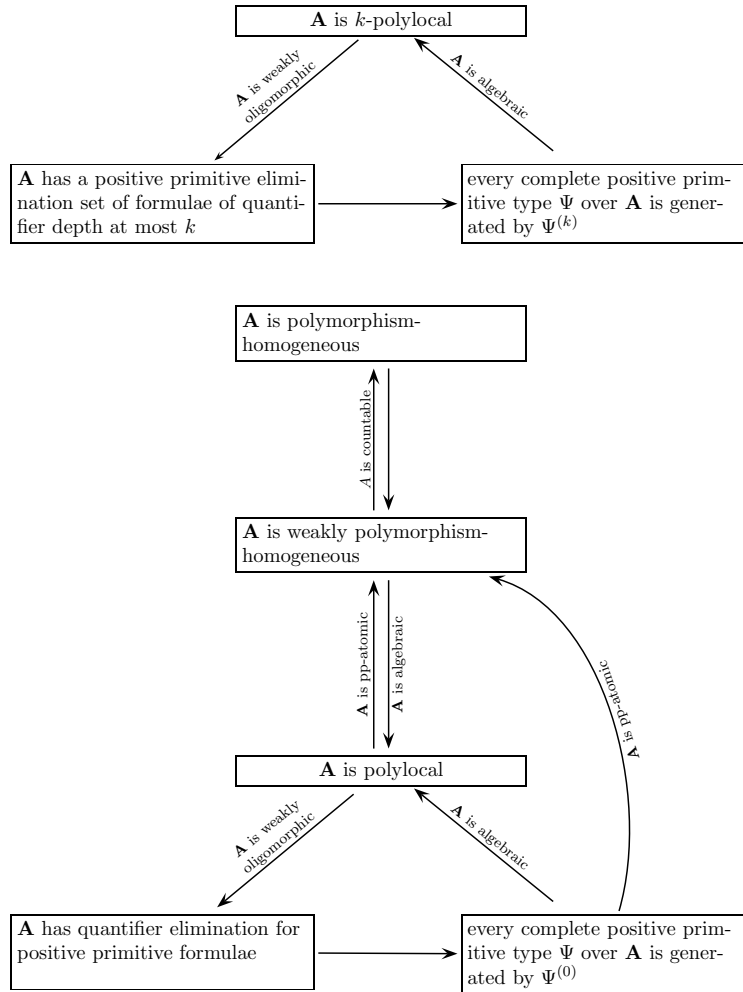 A is k-polylocal
A is weakly
oligomorphic
A is algebraic
A has a positive primitive elimi-
nation set of formulae of quanti-
fier depth at most k
every complete positive prim-
itive type Ψ over A is gener-
ated by Ψ^(k)
A is polymorphism-
homogeneous
A is countable
A is weakly polymorphism-
homogeneous
A is pp-atomic
A is algebraic
A is pp-atomic
A is polylocal
A is weakly
oligomorphic
A is algebraic
A has quantifier elimination for
positive primitive formulae
every complete positive prim-
itive type Ψ over A is gener-
ated by Ψ^(0)